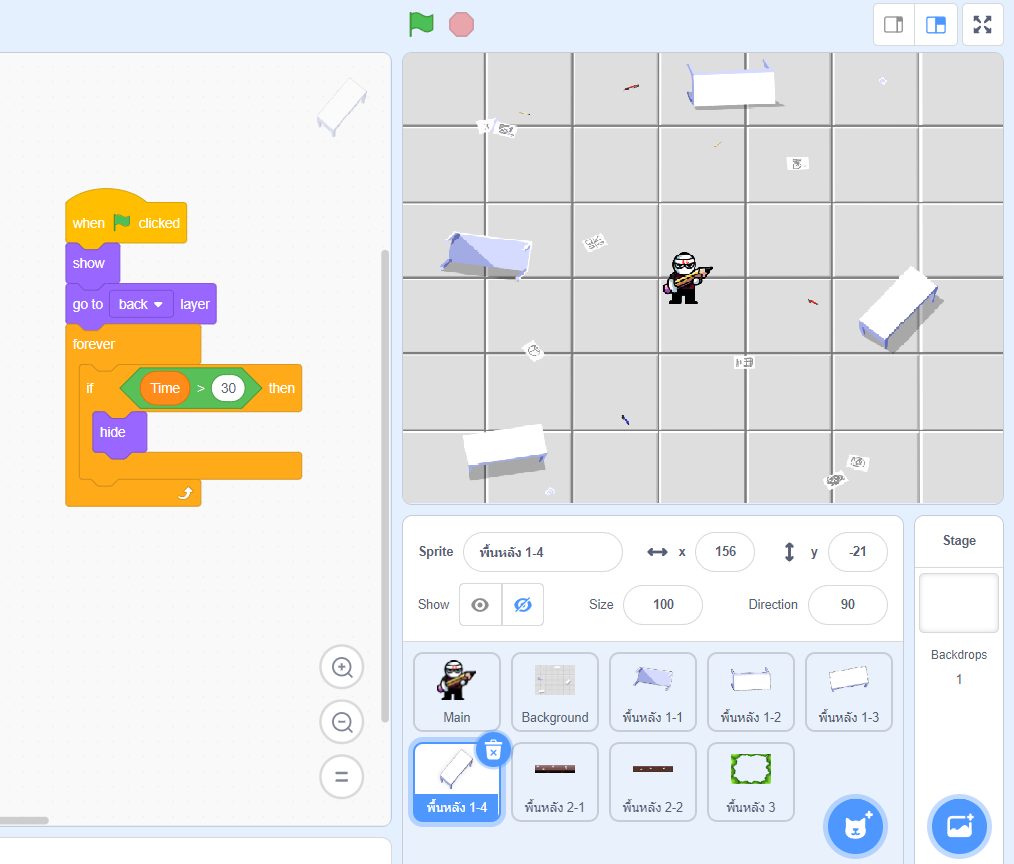 when clicked
show
go to back layer
forever
if Time > 30 then
hide
Sprite พื้นหลัง 1-4 x 156 y -21
Show Size 100 Direction 90
Stage
Backdrops
1
Main Background พื้นหลัง 1-1 พื้นหลัง 1-2 พื้นหลัง 1-3
พื้นหลัง 1-4 พื้นหลัง 2-1 พื้นหลัง 2-2 พื้นหลัง 3